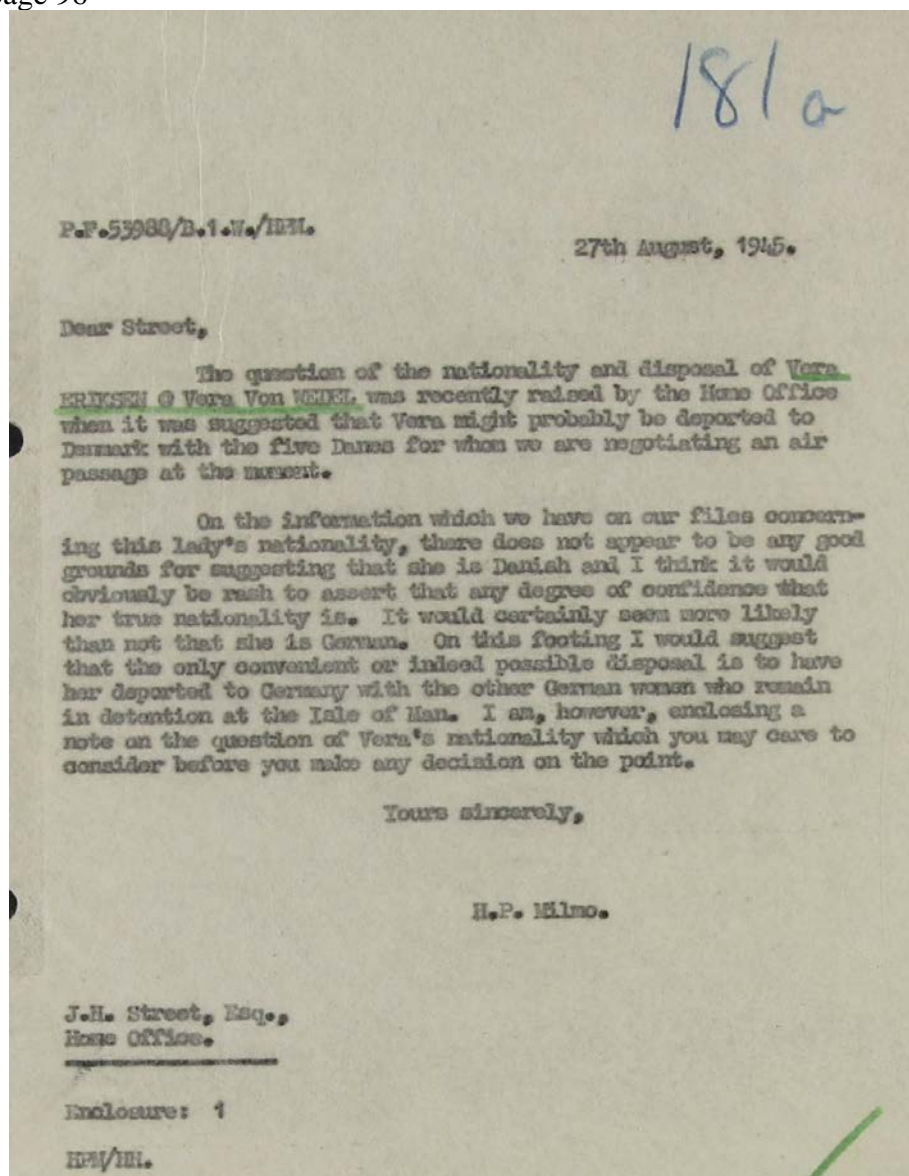 page 96
181a
P.F.53988/B.1.W./HPM.
27th August, 1945.
Dear Street,
The question of the nationality and disposal of Vera
ERIKSEN @ Vera Von WEDEL was recently raised by the Home Office
when it was suggested that Vera might probably be deported to
Denmark with the five Danes for whom we are negotiating an air
passage at the moment.
On the information which we have on our files concern-
ing this lady's nationality, there does not appear to be any good
grounds for suggesting that she is Danish and I think it would
obviously be rash to assert that any degree of confidence what
her true nationality is. It would certainly seem more likely
than not that she is German. On this footing I would suggest
that the only convenient or indeed possible disposal is to have
her deported to Germany with the other German women who remain
in detention at the Isle of Man. I am, however, enclosing a
note on the question of Vera's nationality which you may care to
consider before you make any decision on the point.
Yours sincerely,
H.P. Milmo.
J.H. Street, Esq.,
Home Office.
Enclosure: 1
HPM/HH.